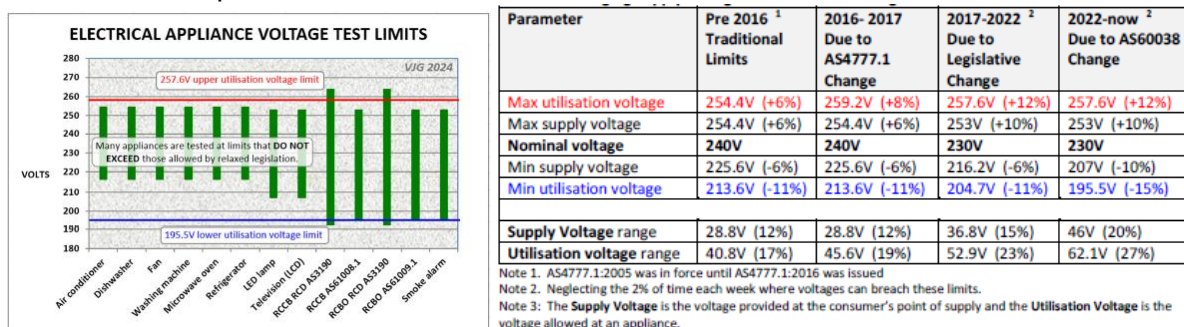 ELECTRICAL APPLIANCE VOLTAGE TEST LIMITS
VJG 2024
280
270
260
250
240
230
220
210
200
190
180
VOLTS
257.6V upper utilisation voltage limit
Many appliances are tested at limits that DO NOT
EXCEED those allowed by relaxed legislation.
195.5V lower utilisation voltage limit
Air conditioner
Dishwasher
Fan
Washing machine
Microwave oven
Refrigerator
LED lamp
Television (LCD)
RCCB RCD AS3190
RCCB AS61008.1
RCBO RCD AS3190
RCBO AS61009.1
Smoke alarm
Parameter Pre 2016 1 2016- 2017 2017-2022 2 2022-now 2
Traditional Due to Due to Due to AS60038
Limits AS4777.1 Legislative Change
Change Change
Max utilisation voltage 254.4V (+6%) 259.2V (+8%) 257.6V (+12%) 257.6V (+12%)
Max supply voltage 254.4V (+6%) 254.4V (+6%) 253V (+10%) 253V (+10%)
Nominal voltage 240V 240V 230V 230V
Min supply voltage 225.6V (-6%) 225.6V (-6%) 216.2V (-6%) 207V (-10%)
Min utilisation voltage 213.6V (-11%) 213.6V (-11%) 204.7V (-11%) 195.5V (-15%)
Supply Voltage range 28.8V (12%) 28.8V (12%) 36.8V (15%) 46V (20%)
Utilisation voltage range 40.8V (17%) 45.6V (19%) 52.9V (23%) 62.1V (27%)
Note 1. AS4777.1:2005 was in force until AS4777.1:2016 was issued
Note 2. Neglecting the 2% of time each week where voltages can breach these limits.
Note 3: The Supply Voltage is the voltage provided at the consumer's point of supply and the Utilisation Voltage is the
voltage allowed at an appliance.